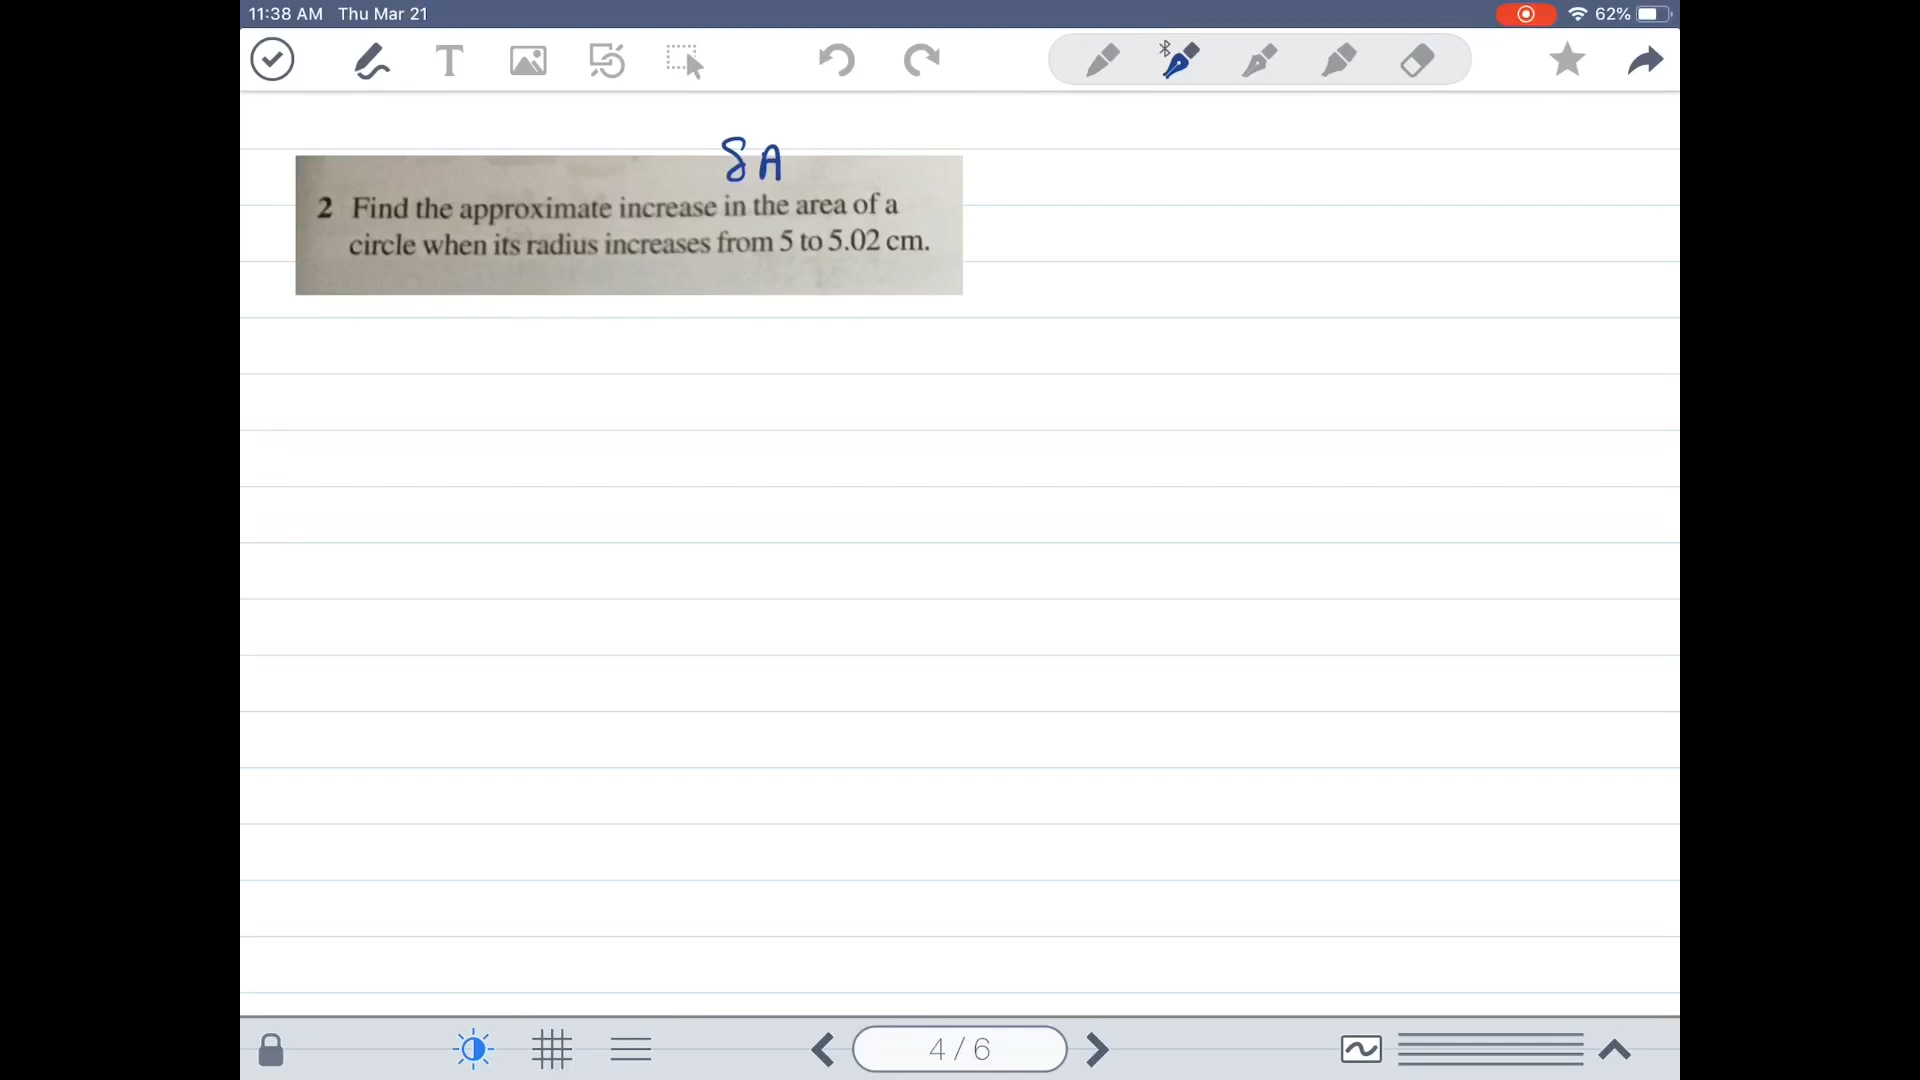 11:38 AM Thu Mar 21
62%
T
δA
2 Find the approximate increase in the area of a
circle when its radius increases from 5 to 5.02 cm.
4 / 6